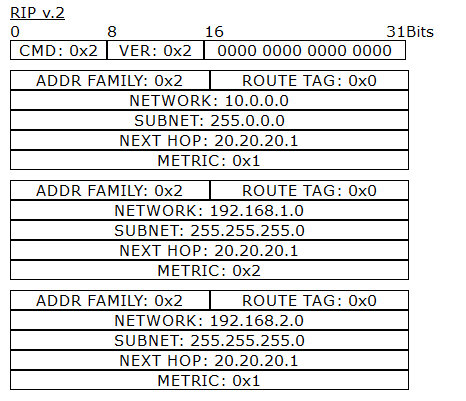 RIP v.2
0 8 16 31Bits
CMD: 0x2 VER: 0x2 0000 0000 0000 0000
ADDR FAMILY: 0x2 ROUTE TAG: 0x0
NETWORK: 10.0.0.0
SUBNET: 255.0.0.0
NEXT HOP: 20.20.20.1
METRIC: 0x1
ADDR FAMILY: 0x2 ROUTE TAG: 0x0
NETWORK: 192.168.1.0
SUBNET: 255.255.255.0
NEXT HOP: 20.20.20.1
METRIC: 0x2
ADDR FAMILY: 0x2 ROUTE TAG: 0x0
NETWORK: 192.168.2.0
SUBNET: 255.255.255.0
NEXT HOP: 20.20.20.1
METRIC: 0x1